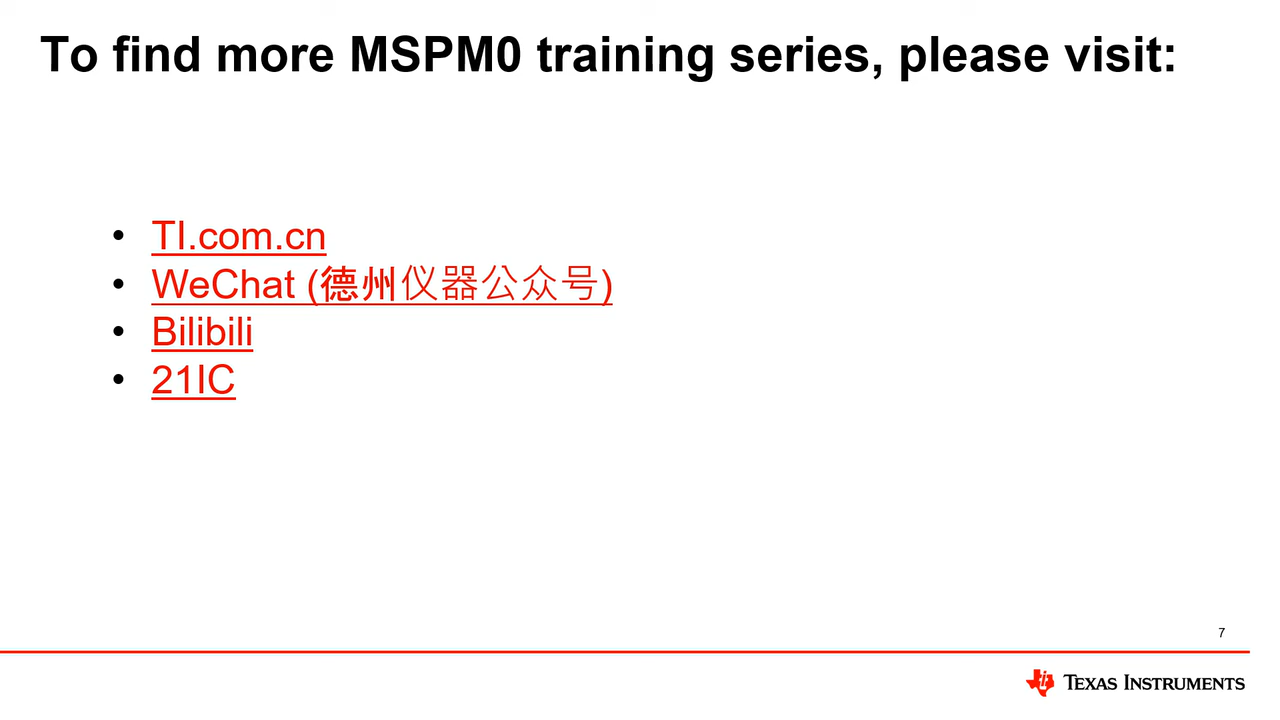 To find more MSPM0 training series, please visit:
• TI.com.cn
• WeChat (德州仪器公众号)
• Bilibili
• 21IC
7
TEXAS INSTRUMENTS